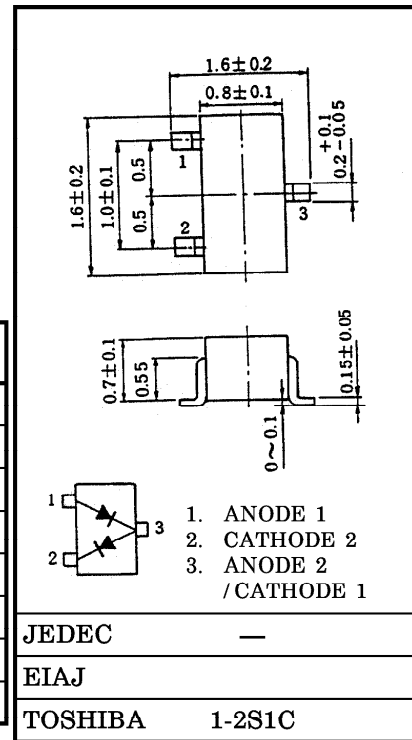 1.6±0.2
0.8±0.1
+0.1
0.2-0.05
1.6±0.2
1.0±0.1
0.5
0.5
1
2
3
0.7±0.1
0.55
0~0.1
0.15±0.05
1
2
3
1. ANODE 1
2. CATHODE 2
3. ANODE 2
/CATHODE 1
JEDEC —
EIAJ
TOSHIBA 1-2S1C